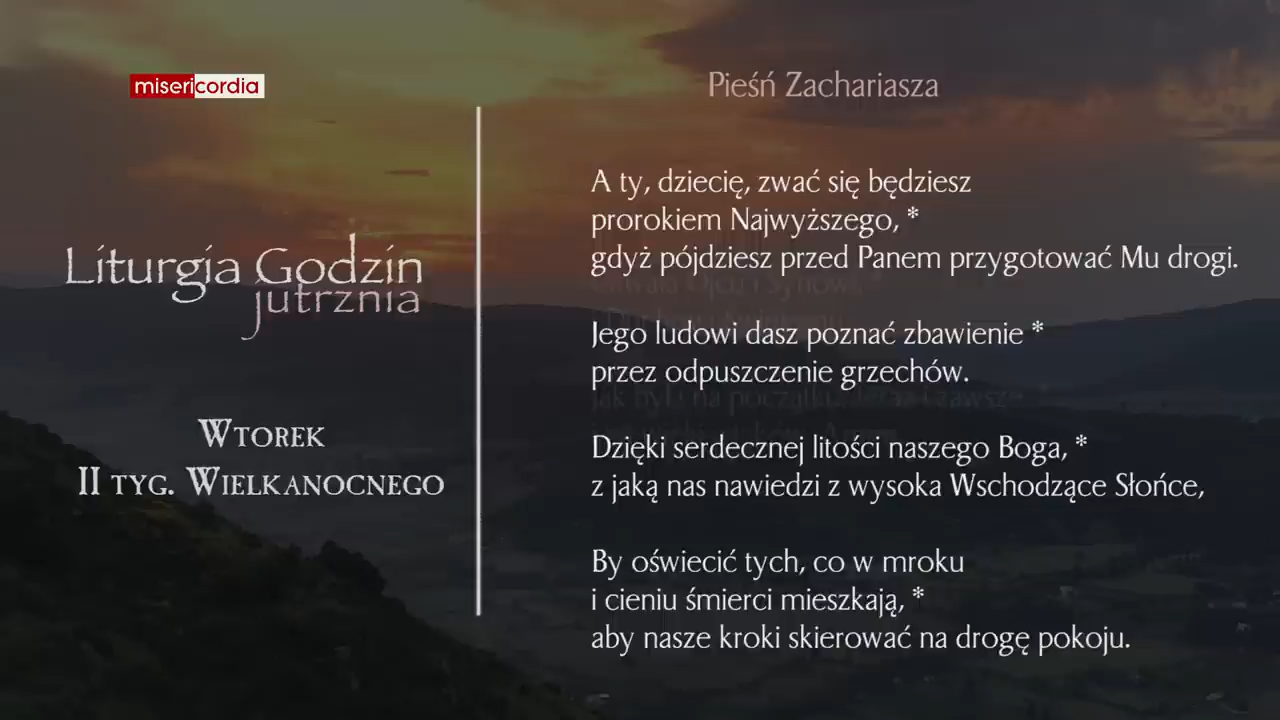 misericordia
Pieśń Zachariasza
Liturgia Godzin
jutrznia
Wtorek
II tyg. Wielkanocnego
A ty, dziecię, zwać się będziesz
prorokiem Najwyższego, *
gdyż pójdziesz przed Panem przygotować Mu drogi.
Jego ludowi dasz poznać zbawienie *
przez odpuszczenie grzechów.
Dzięki serdecznej litości naszego Boga, *
z jaką nas nawiedzi z wysoka Wschodzące Słońce,
By oświecić tych, co w mroku
i cieniu śmierci mieszkają, *
aby nasze kroki skierować na drogę pokoju.